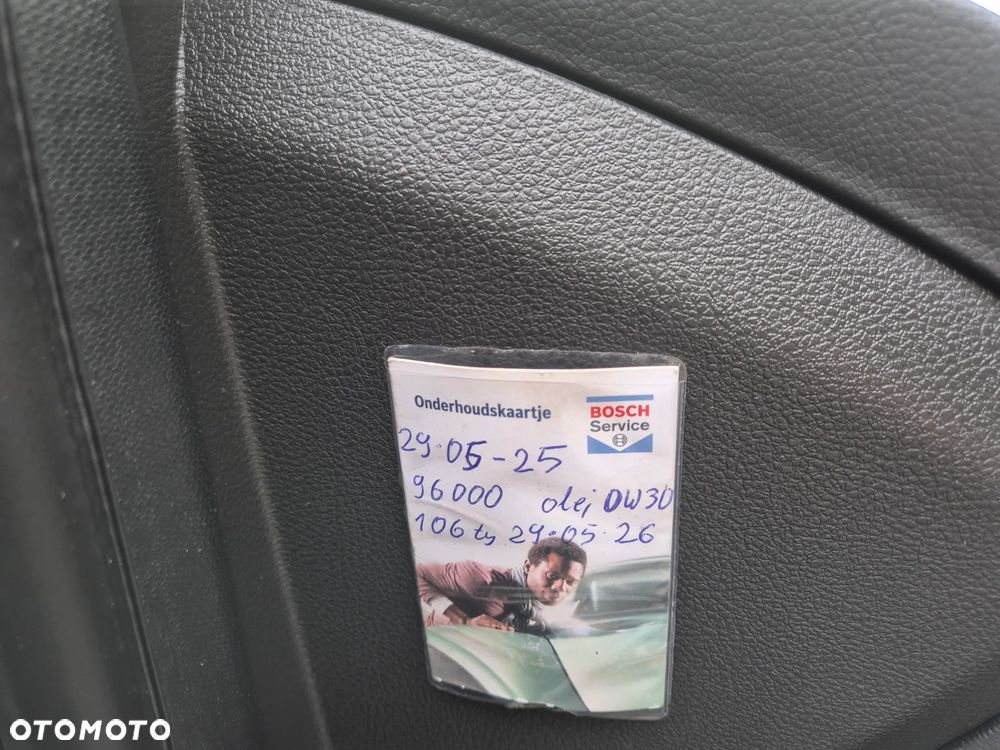 Onderhoudskaartje
BOSCH
Service
29.05-25
96000 olej 0W30
106 ty 29.05.26
OTOMOTO